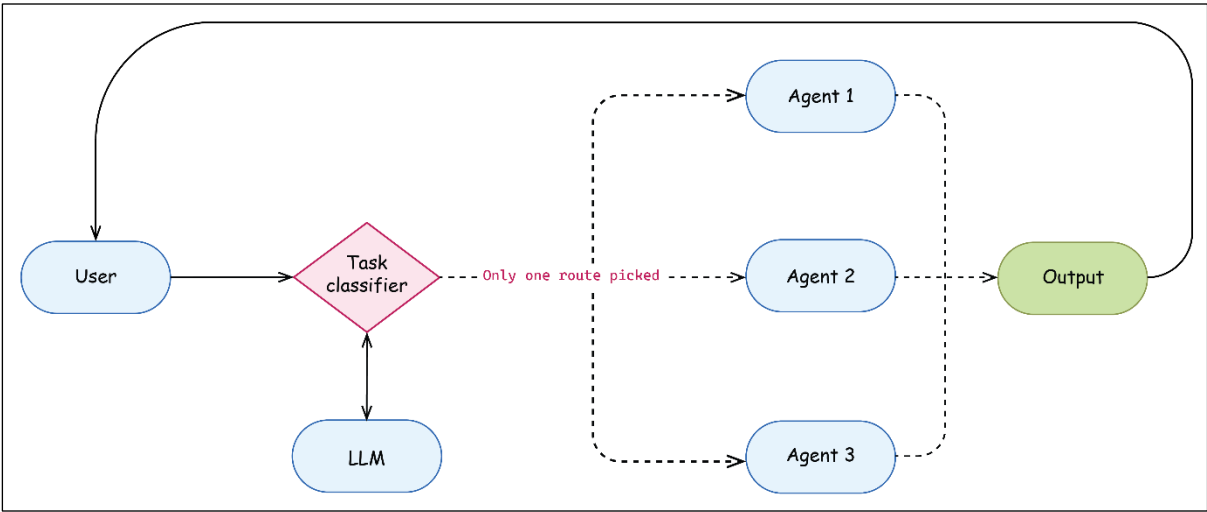 Agent 1
User
Task
classifier
Only one route picked
Agent 2
Output
LLM
Agent 3